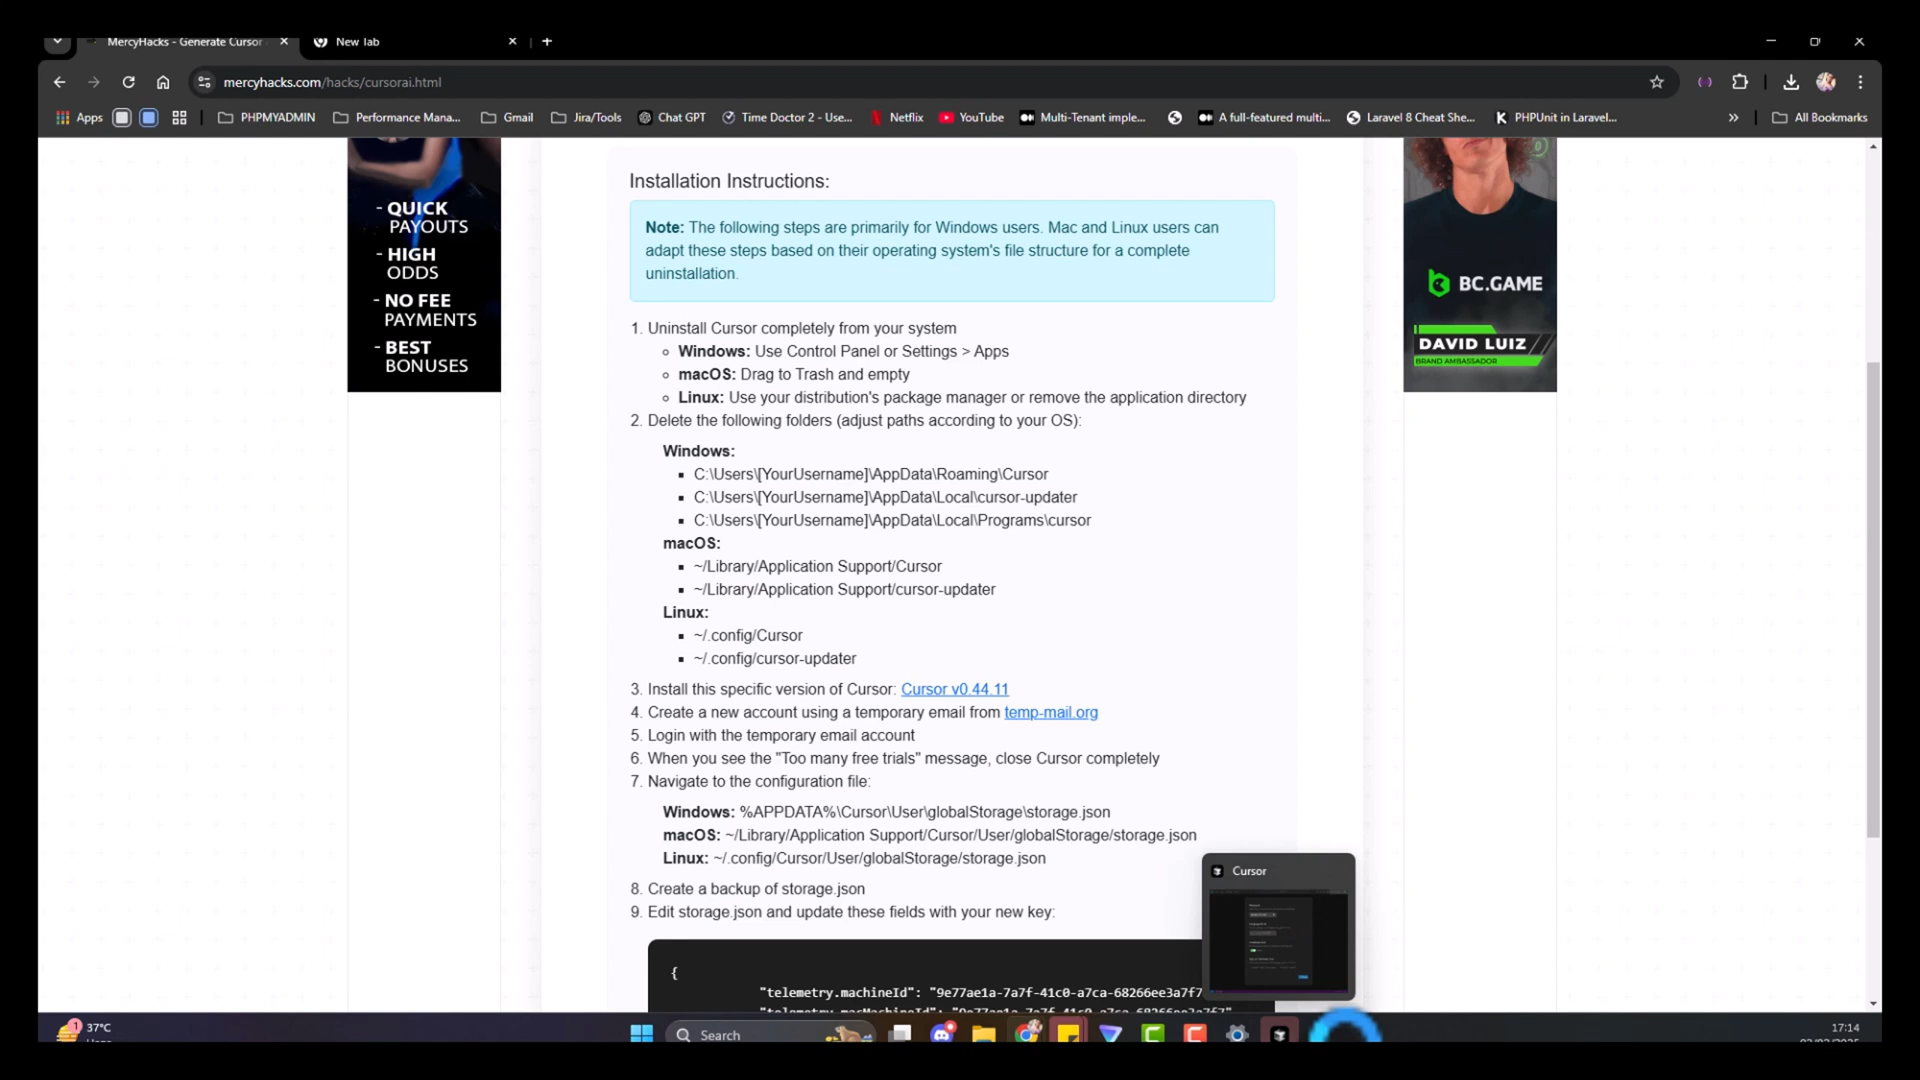 MercyHacks - Generate Cursor
New Tab
mercyhacks.com/hacks/cursorai.html
Apps
PHPMYADMIN
Performance Mana...
Gmail
Jira/Tools
Chat GPT
Time Doctor 2 - Use...
Netflix
YouTube
Multi-Tenant imple...
A full-featured multi...
Laravel 8 Cheat She...
PHPUnit in Laravel...
All Bookmarks
- QUICK
PAYOUTS
- HIGH
ODDS
- NO FEE
PAYMENTS
- BEST
BONUSES
Installation Instructions:
Note: The following steps are primarily for Windows users. Mac and Linux users can
adapt these steps based on their operating system's file structure for a complete
uninstallation.
1. Uninstall Cursor completely from your system
Windows: Use Control Panel or Settings > Apps
macOS: Drag to Trash and empty
Linux: Use your distribution's package manager or remove the application directory
2. Delete the following folders (adjust paths according to your OS):
Windows:
C:\Users\[YourUsername]\AppData\Roaming\Cursor
C:\Users\[YourUsername]\AppData\Local\cursor-updater
C:\Users\[YourUsername]\AppData\Local\Programs\cursor
macOS:
~/Library/Application Support/Cursor
~/Library/Application Support/cursor-updater
Linux:
~/.config/Cursor
~/.config/cursor-updater
3. Install this specific version of Cursor: Cursor v0.44.11
4. Create a new account using a temporary email from temp-mail.org
5. Login with the temporary email account
6. When you see the "Too many free trials" message, close Cursor completely
7. Navigate to the configuration file:
Windows: %APPDATA%\Cursor\User\globalStorage\storage.json
macOS: ~/Library/Application Support/Cursor/User/globalStorage/storage.json
Linux: ~/.config/Cursor/User/globalStorage/storage.json
8. Create a backup of storage.json
9. Edit storage.json and update these fields with your new key:
{
"telemetry.machineId": "9e77ae1a-7a7f-41c0-a7ca-68266ee3a7f7
BC.GAME
DAVID LUIZ
BRAND AMBASSADOR
Cursor
1
37°C
Search
17:14